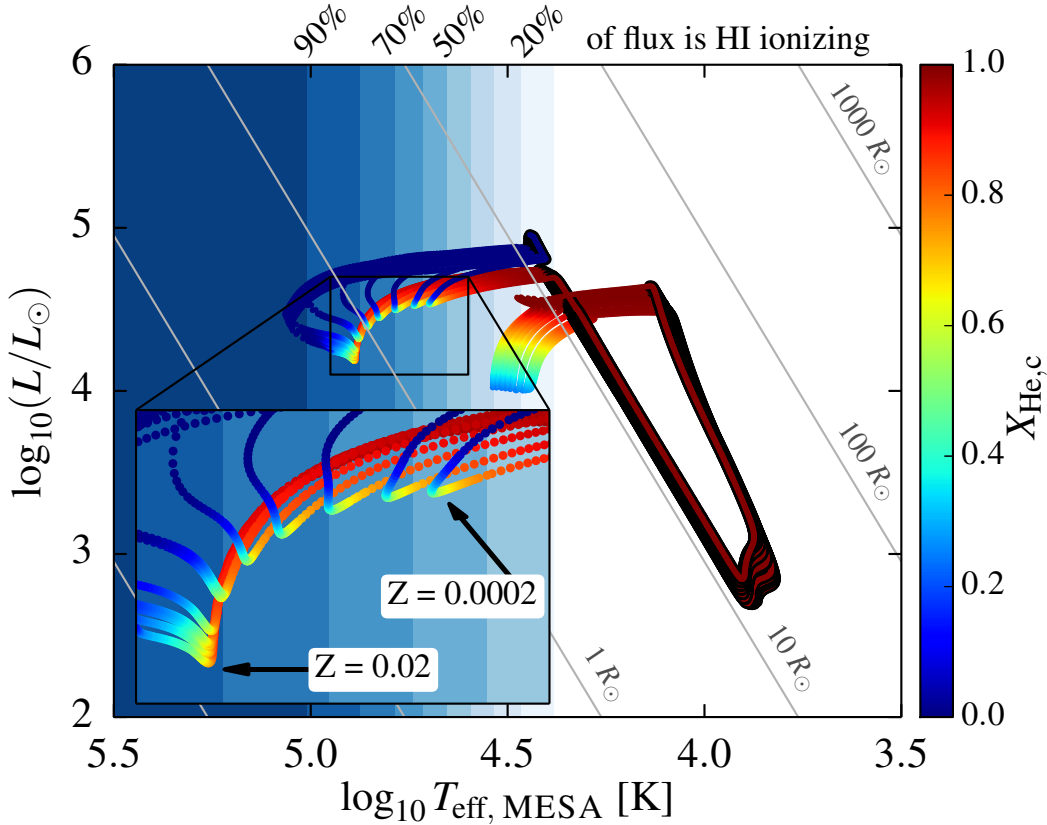 90% 70% 50% 20% of flux is HI ionizing
6
5
4
3
2
log₁₀(L/L☉)
5.5 5.0 4.5 4.0 3.5
log₁₀ T_eff, MESA [K]
1000 R☉
100 R☉
10 R☉
1 R☉
Z = 0.0002
Z = 0.02
1.0
0.8
0.6
0.4
0.2
0.0
X_He,c